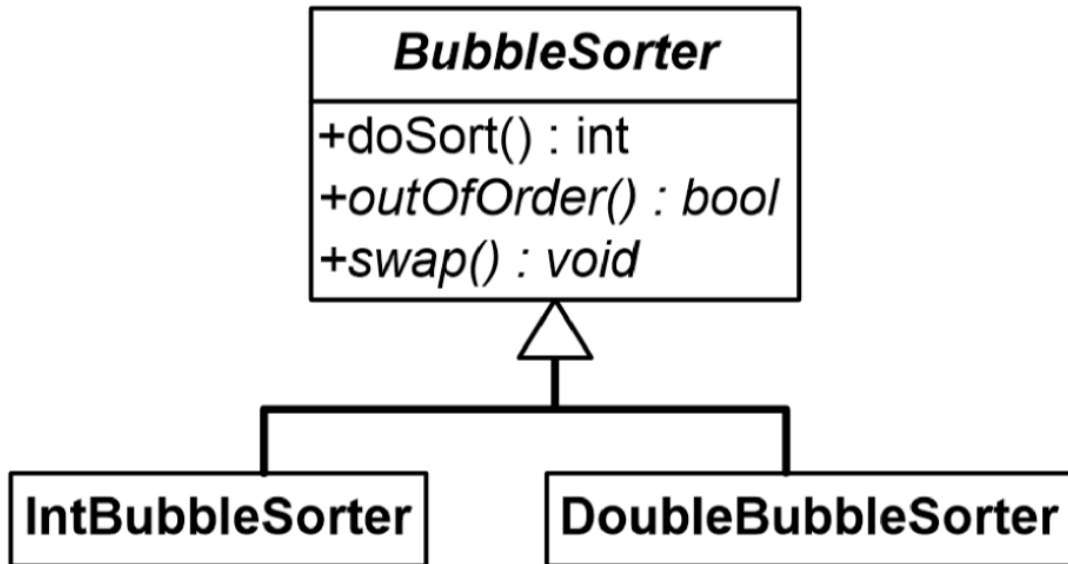 BubbleSorter
+doSort() : int
+outOfOrder() : bool
+swap() : void
IntBubbleSorter
DoubleBubbleSorter